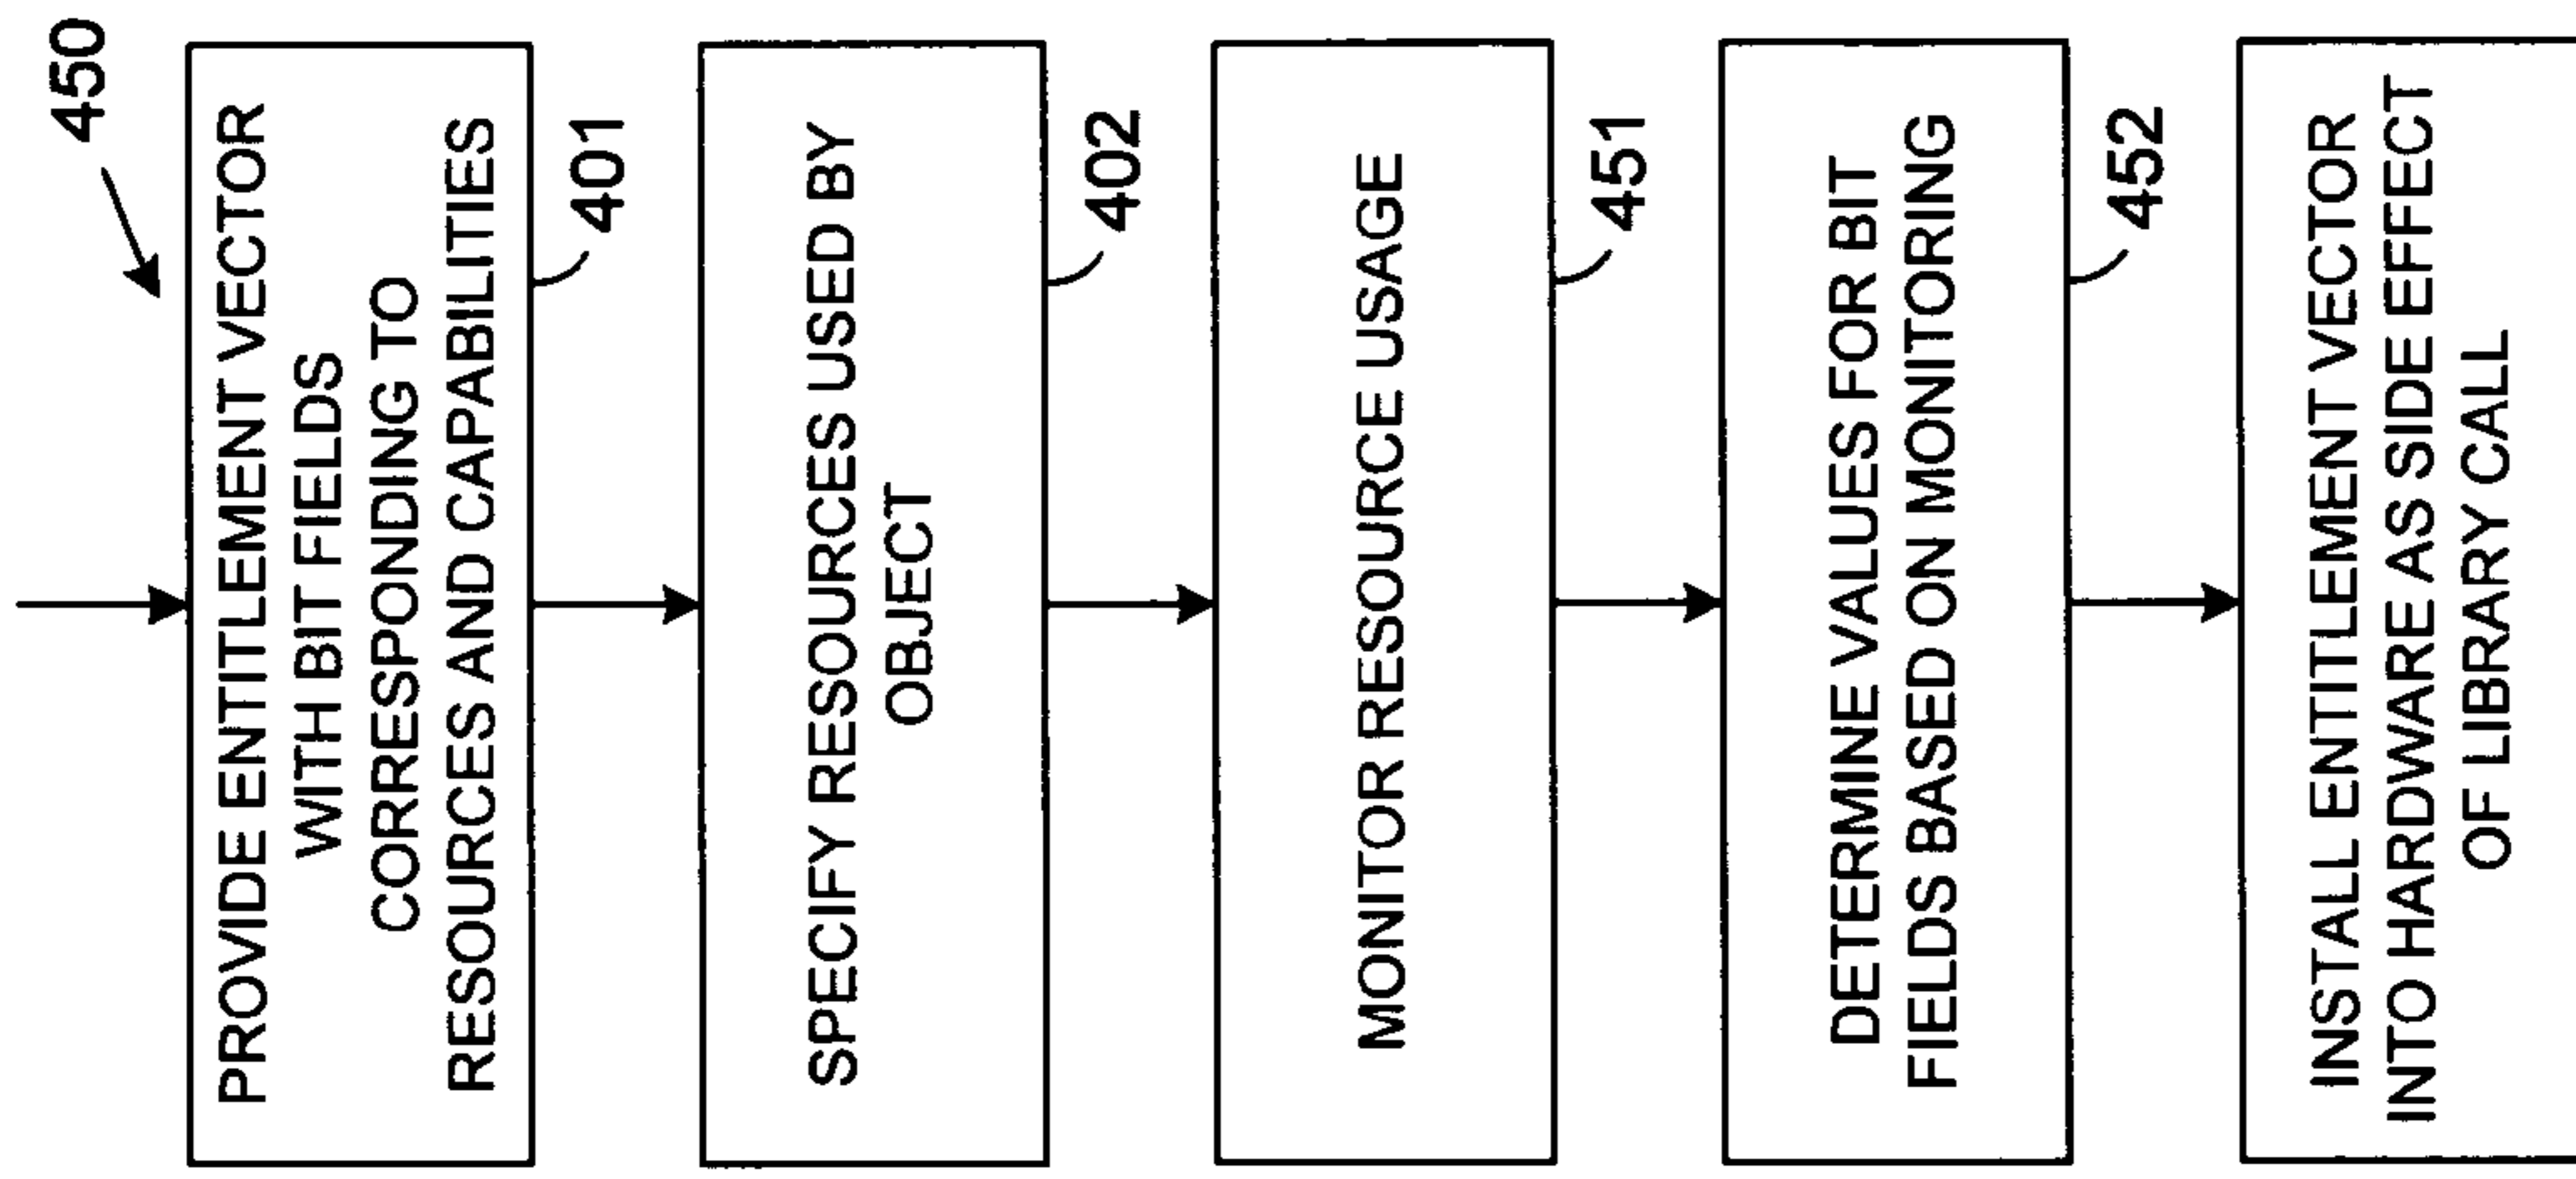 450
PROVIDE ENTITLEMENT VECTOR
WITH BIT FIELDS
CORRESPONDING TO
RESOURCES AND CAPABILITIES
401
SPECIFY RESOURCES USED BY
OBJECT
402
MONITOR RESOURCE USAGE
451
DETERMINE VALUES FOR BIT
FIELDS BASED ON MONITORING
452
INSTALL ENTITLEMENT VECTOR
INTO HARDWARE AS SIDE EFFECT
OF LIBRARY CALL